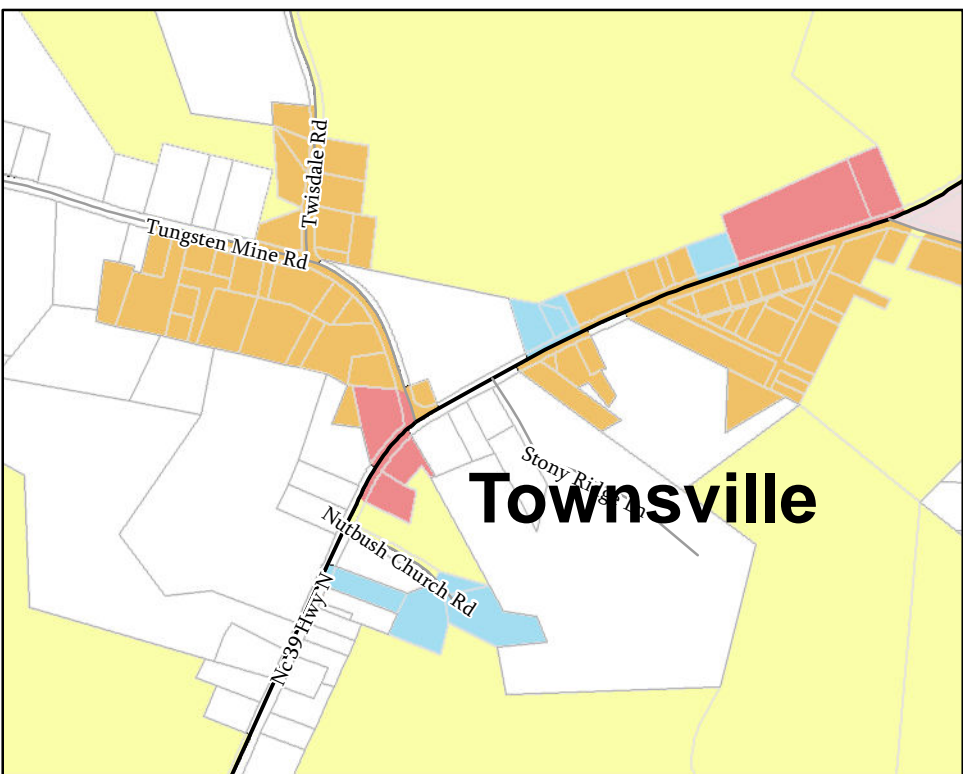 Twisdale Rd
Tungsten Mine Rd
Stony Ridge Ln
Townsville
Nutbush Church Rd
Nc 39 Hwy N